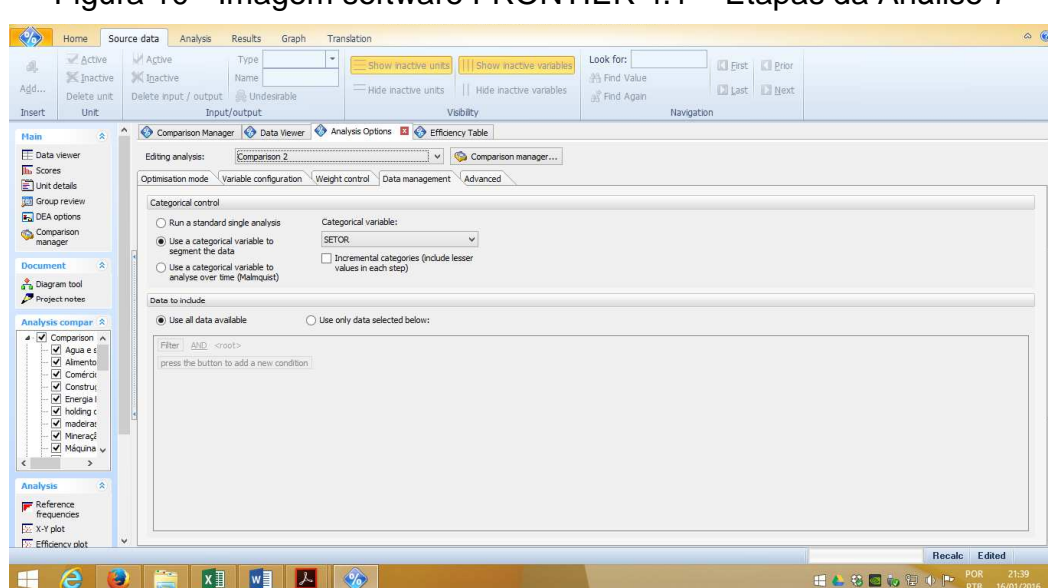 Figura 10 - Imagem software FRONTIER 4.1 – Etapas da Análise 7
Home Source data Analysis Results Graph Translation
Add...
Insert
Active
Inactive
Delete unit
Unit
Active
Inactive
Delete input / output
Type
Name
Undesirable
Input/output
Show inactive units Show inactive variables
Hide inactive units Hide inactive variables
Visibility
Look for:
Find Value
Find Again
First Prior
Last Next
Navigation
Main
Data viewer
Scores
Unit details
Group review
DEA options
Comparison manager
Document
Diagram tool
Project notes
Analysis compar
Comparison
Agua e s
Alimento
Comérci
Construç
Energia
holding
madeira
Mineraçã
Máquina
Analysis
Reference frequencies
X-Y plot
Efficiency plot
Comparison Manager Data Viewer Analysis Options Efficiency Table
Editing analysis: Comparison 2 Comparison manager...
Optimisation mode Variable configuration Weight control Data management Advanced
Categorical control
Run a standard single analysis
Use a categorical variable to
segment the data
Use a categorical variable to
analyse over time (Malmquist)
Categorical variable:
SETOR
Incremental categories (include lesser
values in each step)
Data to include
Use all data available Use only data selected below:
Filter AND <root>
press the button to add a new condition
Recalc Edited
POR 21:39
PTB 16/01/2016